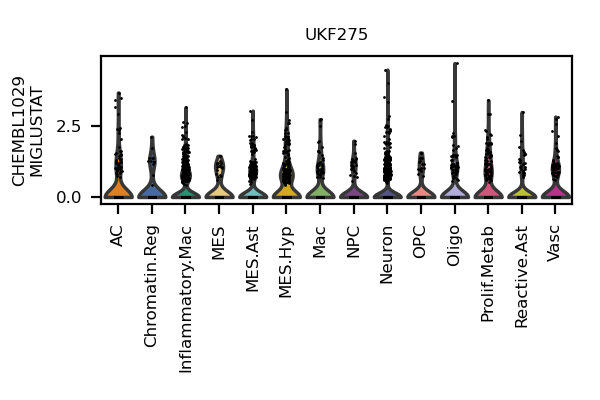 UKF275
CHEMBL1029
MIGLUSTAT
2.5
0.0
AC
Chromatin.Reg
Inflammatory.Mac
MES
MES.Ast
MES.Hyp
Mac
NPC
Neuron
OPC
Oligo
Prolif.Metab
Reactive.Ast
Vasc